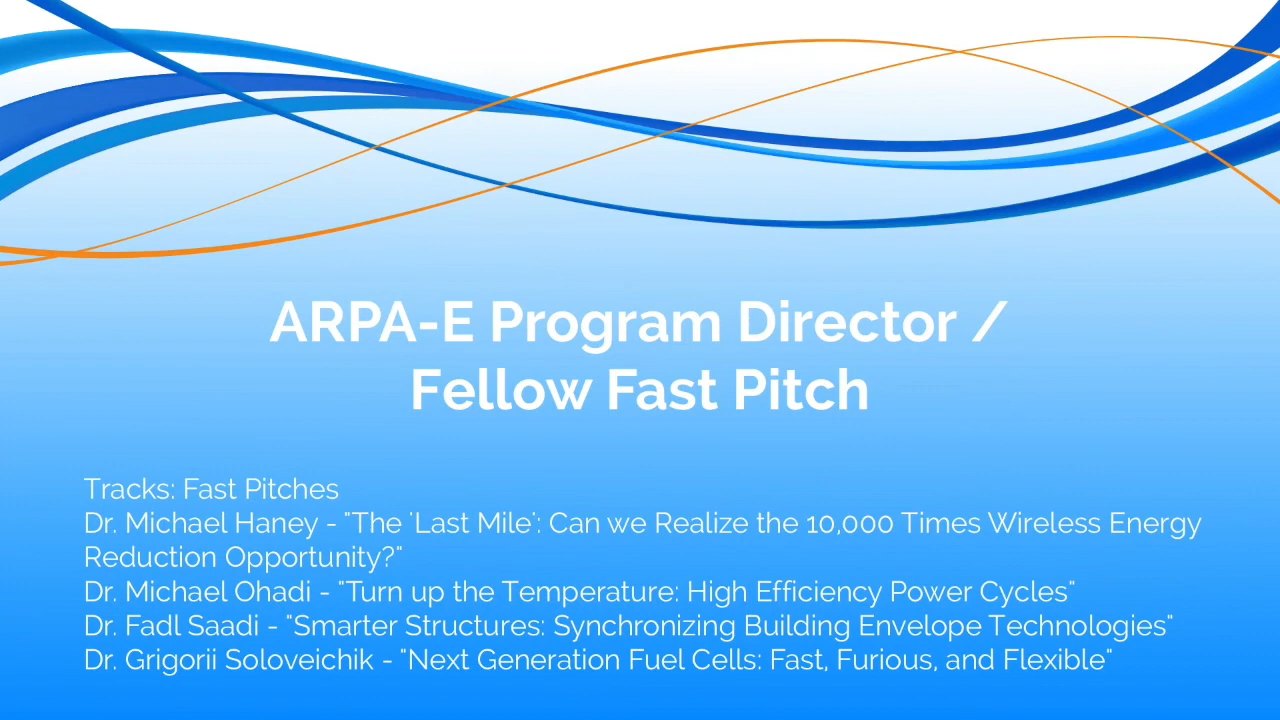 ARPA-E Program Director /
Fellow Fast Pitch
Tracks: Fast Pitches
Dr. Michael Haney - "The 'Last Mile': Can we Realize the 10,000 Times Wireless Energy
Reduction Opportunity?"
Dr. Michael Ohadi - "Turn up the Temperature: High Efficiency Power Cycles"
Dr. Fadl Saadi - "Smarter Structures: Synchronizing Building Envelope Technologies"
Dr. Grigorii Soloveichik - "Next Generation Fuel Cells: Fast, Furious, and Flexible"